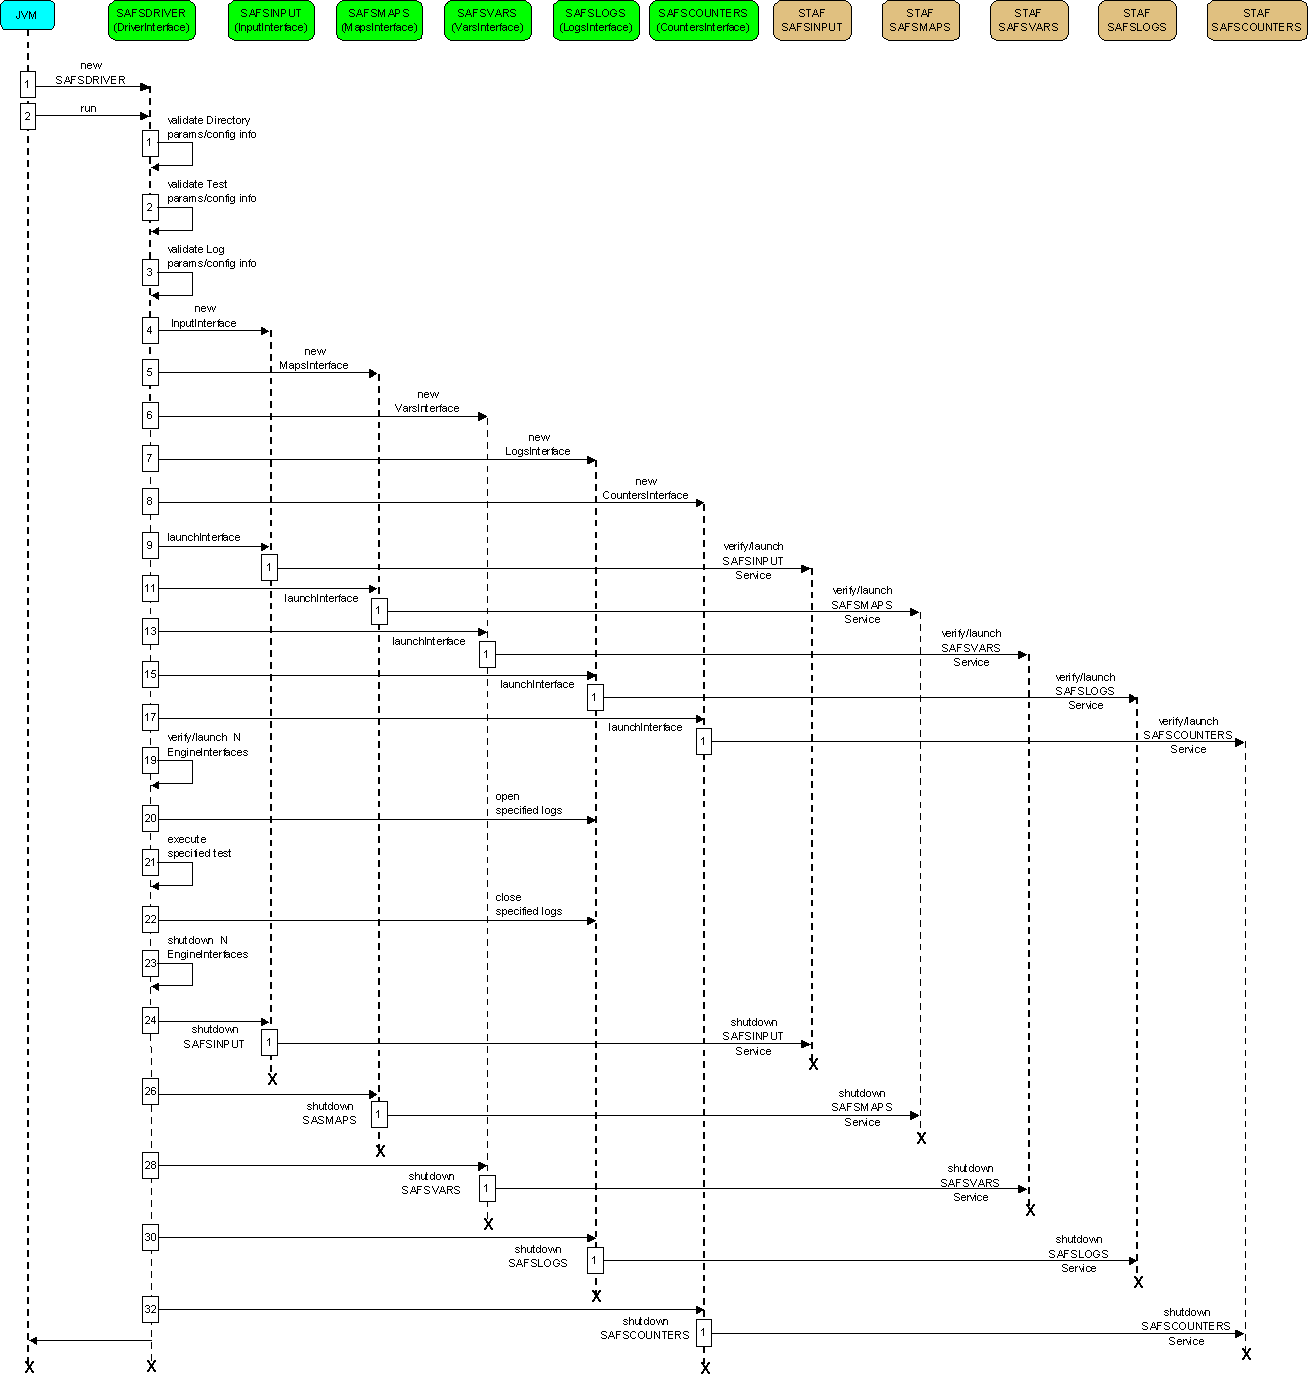 JVM
SAFSDRIVER
(DriverInterface)
SAFSINPUT
(InputInterface)
SAFSMAPS
(MapsInterface)
SAFSVARS
(VarsInterface)
SAFSLOGS
(LogsInterface)
SAFSCOUNTERS
(CountersInterface)
STAF
SAFSINPUT
STAF
SAFSMAPS
STAF
SAFSVARS
STAF
SAFSLOGS
STAF
SAFSCOUNTERS
1
new
SAFSDRIVER
2
run
1
validate Directory
params/config info
2
validate Test
params/config info
3
validate Log
params/config info
4
new
InputInterface
5
new
MapsInterface
6
new
VarsInterface
7
new
LogsInterface
8
new
CountersInterface
9
launchInterface
1
verify/launch
SAFSINPUT
Service
11
launchInterface
1
verify/launch
SAFSMAPS
Service
13
launchInterface
1
verify/launch
SAFSVARS
Service
15
launchInterface
1
verify/launch
SAFSLOGS
Service
17
launchInterface
1
verify/launch
SAFSCOUNTERS
Service
19
verify/launch N
EngineInterfaces
20
open
specified logs
21
execute
specified test
22
close
specified logs
23
shutdown N
EngineInterfaces
24
shutdown
SAFSINPUT
1
shutdown
SAFSINPUT
Service
X
X
26
shutdown
SASMAPS
1
shutdown
SAFSMAPS
Service
X
X
28
shutdown
SAFSVARS
1
shutdown
SAFSVARS
Service
X
X
30
shutdown
SAFSLOGS
1
shutdown
SAFSLOGS
Service
X
X
32
shutdown
SAFSCOUNTERS
1
shutdown
SAFSCOUNTERS
Service
X
X
X
X